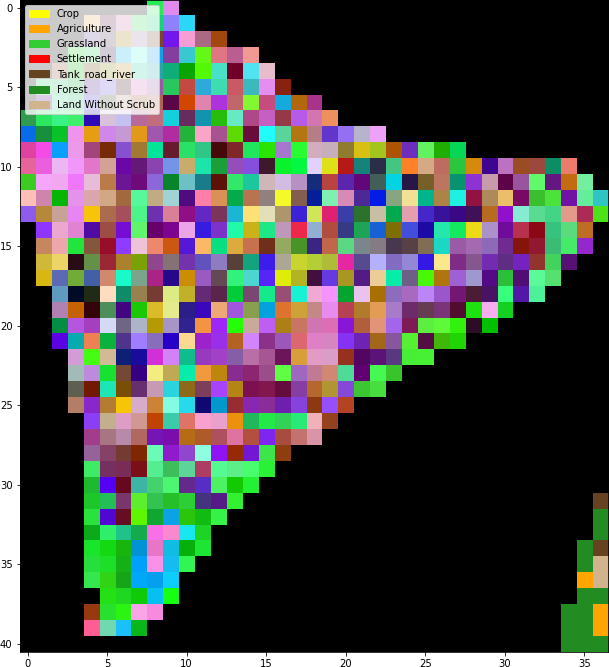 Crop
Agriculture
Grassland
Settlement
Tank_road_river
Forest
Land Without Scrub
0
5
10
15
20
25
30
35
40
0 5 10 15 20 25 30 35